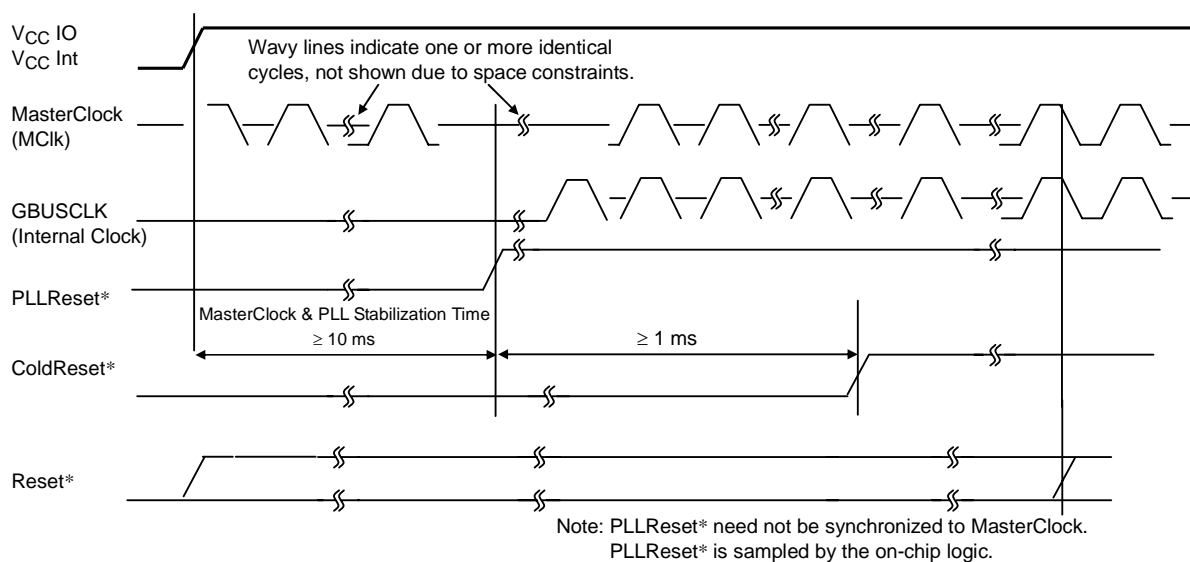 VCC IO
VCC Int
Wavy lines indicate one or more identical
cycles, not shown due to space constraints.
MasterClock
(MClk)
GBUSCLK
(Internal Clock)
PLLReset*
MasterClock & PLL Stabilization Time
≥ 10 ms
≥ 1 ms
ColdReset*
Reset*
Note: PLLReset* need not be synchronized to MasterClock.
PLLReset* is sampled by the on-chip logic.